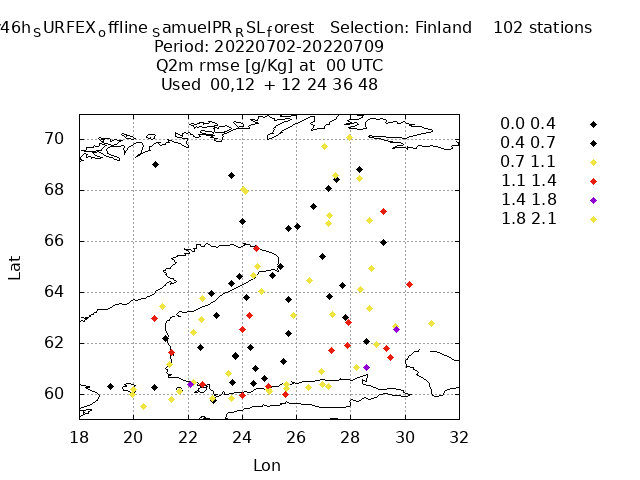 46h_SURFEX_offline_SamuelPR_RSL_forest Selection: Finland 102 stations
Period: 20220702-20220709
Q2m rmse [g/Kg] at 00 UTC
Used 00,12 + 12 24 36 48
0.0 0.4
0.4 0.7
0.7 1.1
1.1 1.4
1.4 1.8
1.8 2.1
70
68
66
64
62
60
Lat
18 20 22 24 26 28 30 32
Lon